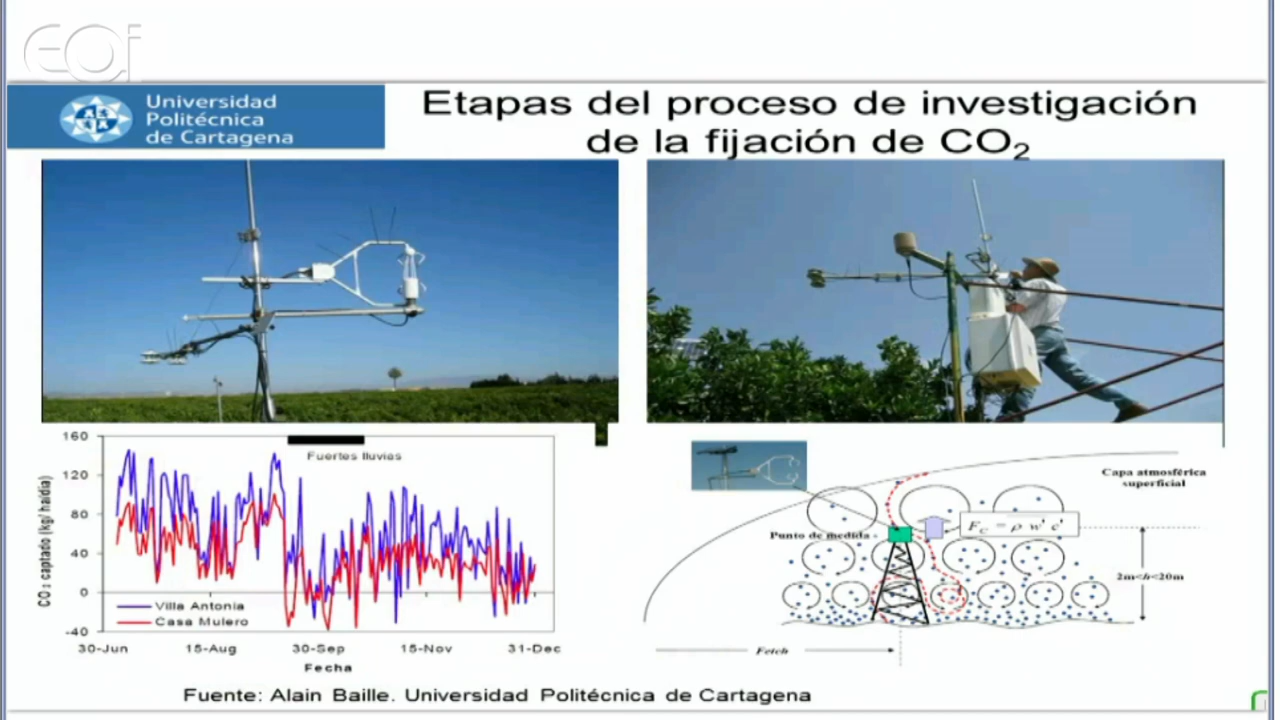 eoi
Universidad
Politécnica
de Cartagena
Etapas del proceso de investigación
de la fijación de CO₂
160
120
80
40
0
-40
CO₂ captado (kg/ha/día)
Fuertes lluvias
Villa Antonia
Casa Mulero
30-Jun
15-Aug
30-Sep
15-Nov
31-Dec
Fecha
Capa atmosférica
superficial
Punto de medida
F_C = ρ w' c'
2m<h<20m
Fetch
Fuente: Alain Baille. Universidad Politécnica de Cartagena